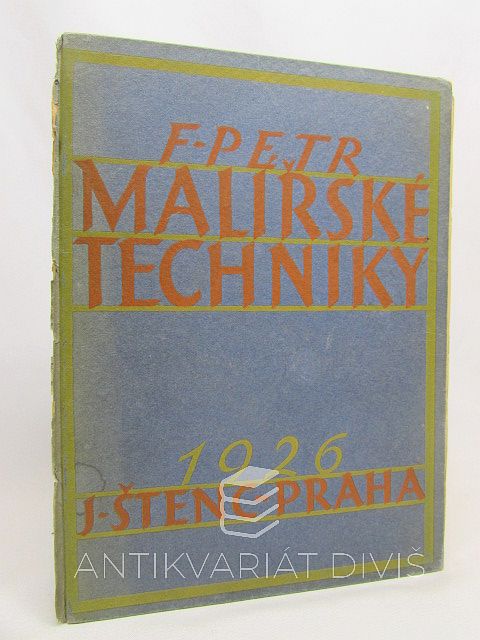 F-PETR
MALÍŘSKÉ
TECHNIKY
1926
J-ŠTENC PRAHA
ANTIKVARIÁT DIVIŠ